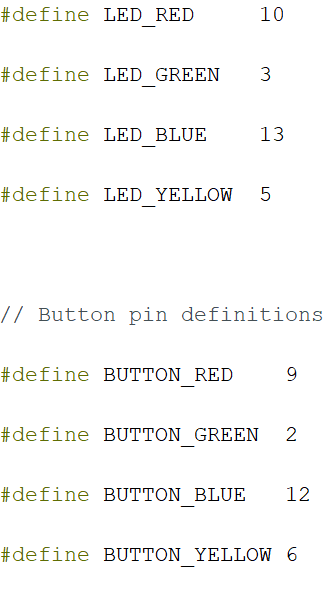 #define LED_RED     10
#define LED_GREEN   3
#define LED_BLUE    13
#define LED_YELLOW  5
// Button pin definitions
#define BUTTON_RED    9
#define BUTTON_GREEN  2
#define BUTTON_BLUE   12
#define BUTTON_YELLOW 6